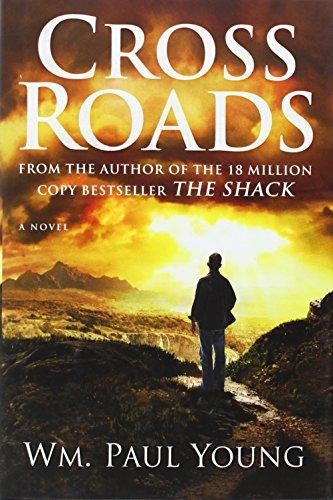 CROSS
ROADS
FROM THE AUTHOR OF THE 18 MILLION
COPY BESTSELLER THE SHACK
A NOVEL
WM. PAUL YOUNG